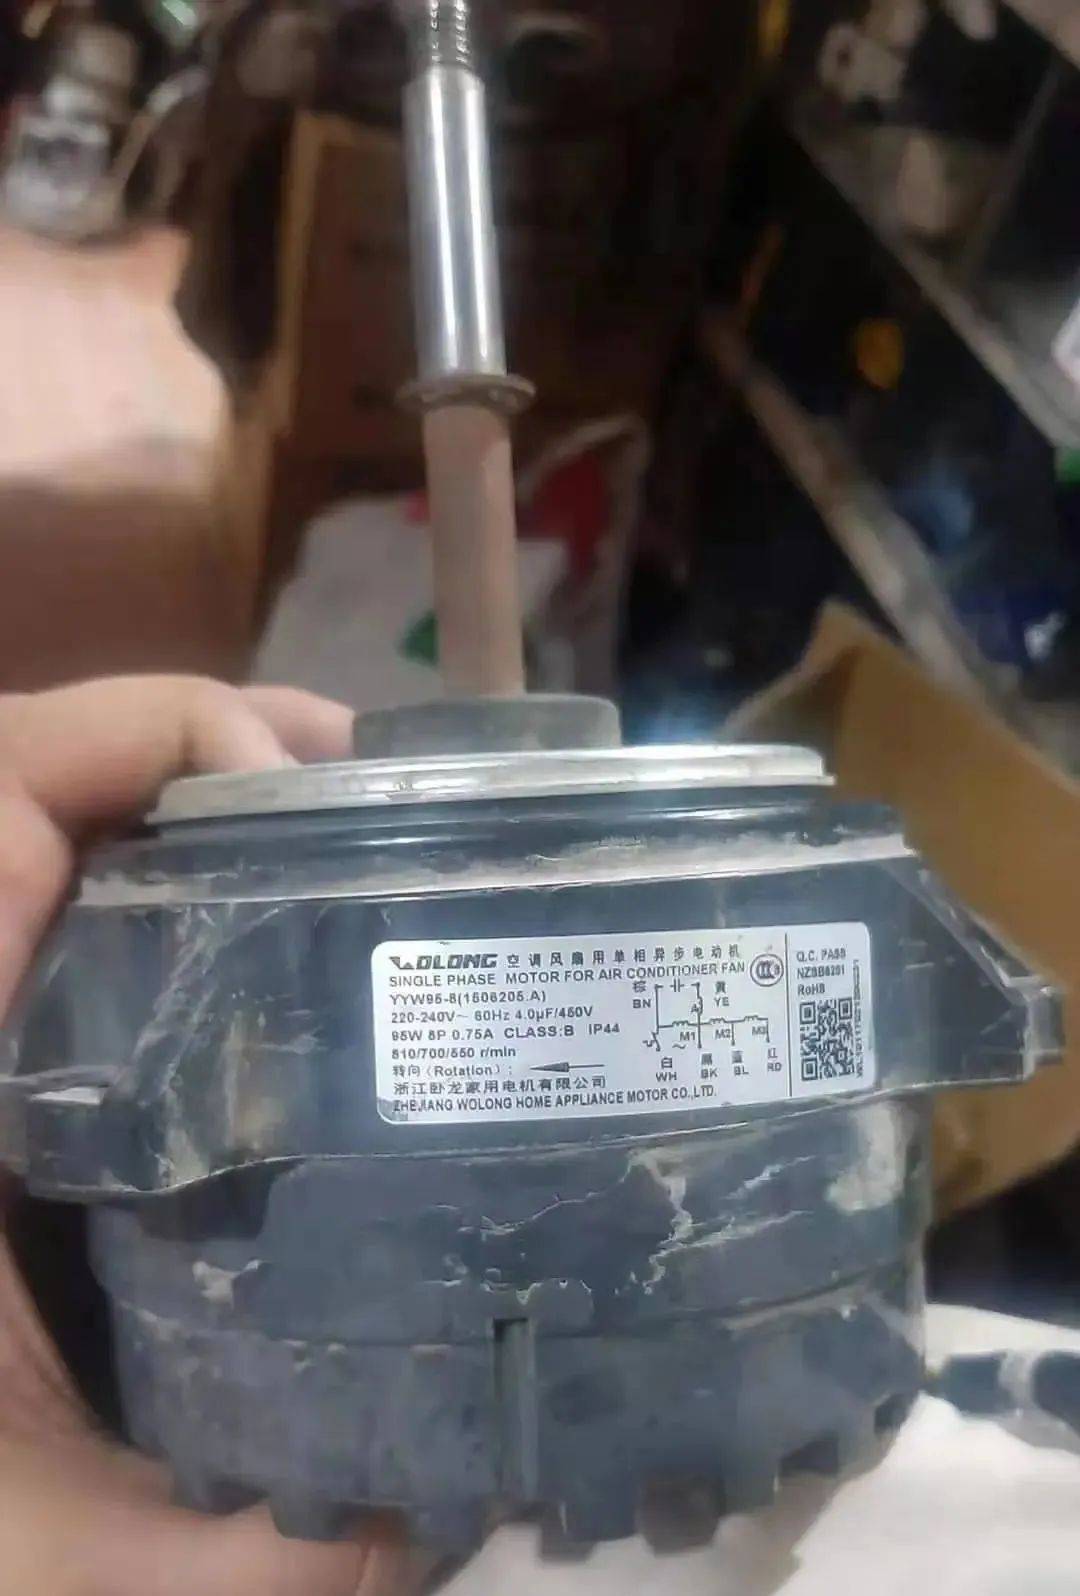 WOLONG 空调风扇用单相异步电动机
SINGLE PHASE MOTOR FOR AIR CONDITIONER FAN
YYW95-8(1506205.A)
220-240V~ 60Hz 4.0μF/450V
95W 8P 0.75A CLASS:B IP44
810/700/550 r/min
转向(Rotation):
浙江卧龙家用电机有限公司
ZHEJIANG WOLONG HOME APPLIANCE MOTOR CO.,LTD.
棕 黄
BN YE
A
M1 M2 M3
~
白 黑 蓝 红
WH BK BL RD
Q.C. PASS
RoHS